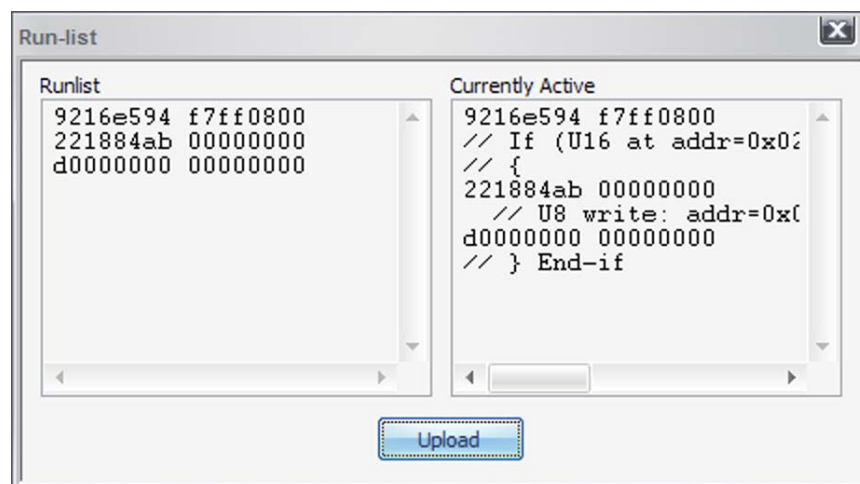 Run-list
Runlist
9216e594 f7ff0800
221884ab 00000000
d0000000 00000000
Currently Active
9216e594 f7ff0800
// If (U16 at addr=0x02
// {
221884ab 00000000
// U8 write: addr=0x0
d0000000 00000000
// } End-if
Upload